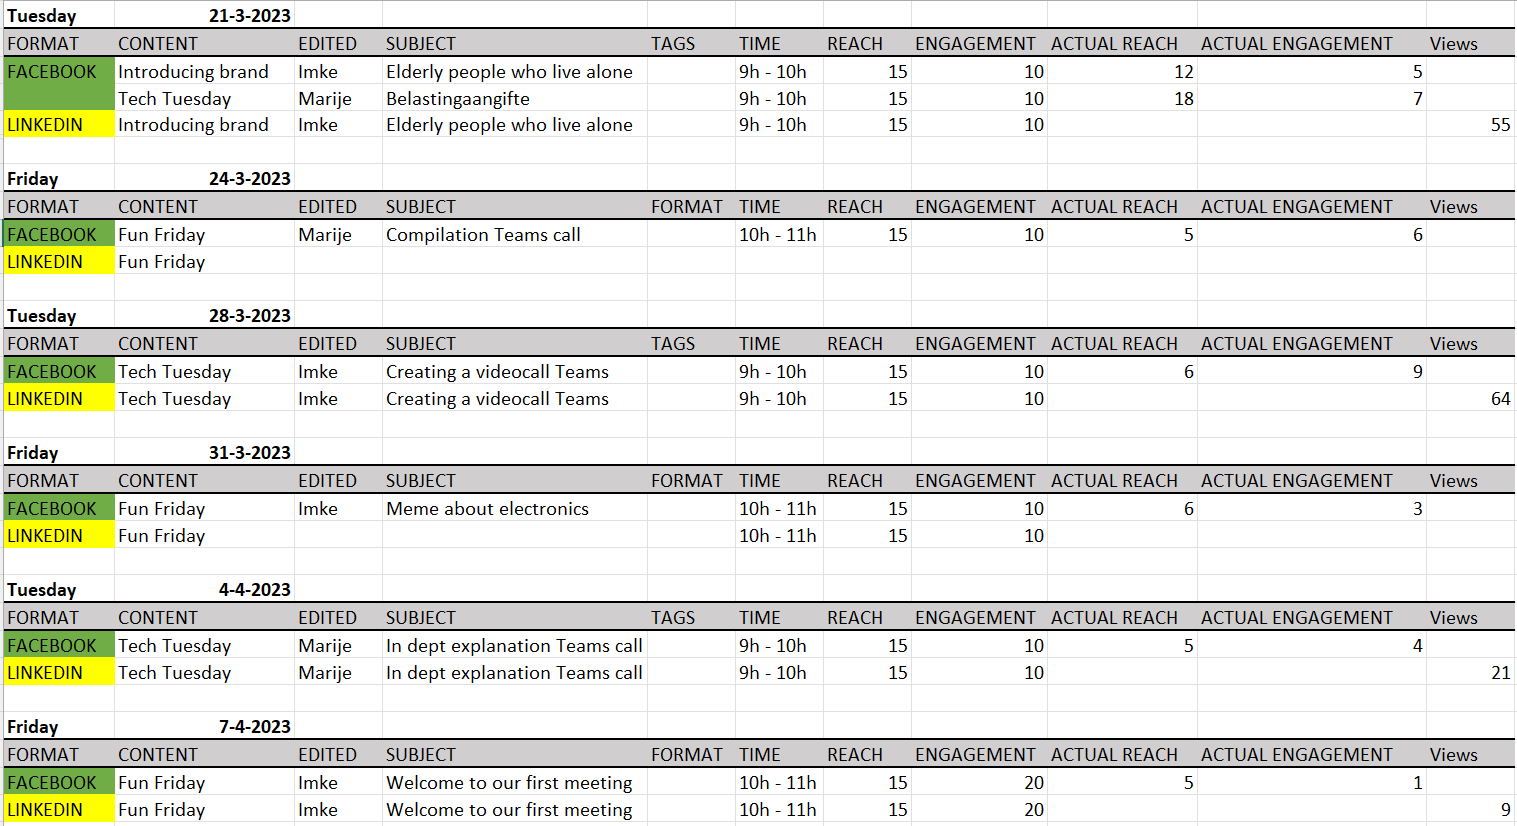 Tuesday 21-3-2023
FORMAT CONTENT EDITED SUBJECT TAGS TIME REACH ENGAGEMENT ACTUAL REACH ACTUAL ENGAGEMENT Views
FACEBOOK Introducing brand Imke Elderly people who live alone 9h - 10h 15 10 12 5
Tech Tuesday Marije Belastingaangifte 9h - 10h 15 10 18 7
LINKEDIN Introducing brand Imke Elderly people who live alone 9h - 10h 15 10 55
Friday 24-3-2023
FORMAT CONTENT EDITED SUBJECT FORMAT TIME REACH ENGAGEMENT ACTUAL REACH ACTUAL ENGAGEMENT Views
FACEBOOK Fun Friday Marije Compilation Teams call 10h - 11h 15 10 5 6
LINKEDIN Fun Friday
Tuesday 28-3-2023
FORMAT CONTENT EDITED SUBJECT TAGS TIME REACH ENGAGEMENT ACTUAL REACH ACTUAL ENGAGEMENT Views
FACEBOOK Tech Tuesday Imke Creating a videocall Teams 9h - 10h 15 10 6 9
LINKEDIN Tech Tuesday Imke Creating a videocall Teams 9h - 10h 15 10 64
Friday 31-3-2023
FORMAT CONTENT EDITED SUBJECT FORMAT TIME REACH ENGAGEMENT ACTUAL REACH ACTUAL ENGAGEMENT Views
FACEBOOK Fun Friday Imke Meme about electronics 10h - 11h 15 10 6 3
LINKEDIN Fun Friday 10h - 11h 15 10
Tuesday 4-4-2023
FORMAT CONTENT EDITED SUBJECT TAGS TIME REACH ENGAGEMENT ACTUAL REACH ACTUAL ENGAGEMENT Views
FACEBOOK Tech Tuesday Marije In dept explanation Teams call 9h - 10h 15 10 5 4
LINKEDIN Tech Tuesday Marije In dept explanation Teams call 9h - 10h 15 10 21
Friday 7-4-2023
FORMAT CONTENT EDITED SUBJECT FORMAT TIME REACH ENGAGEMENT ACTUAL REACH ACTUAL ENGAGEMENT Views
FACEBOOK Fun Friday Imke Welcome to our first meeting 10h - 11h 15 20 5 1
LINKEDIN Fun Friday Imke Welcome to our first meeting 10h - 11h 15 20 9